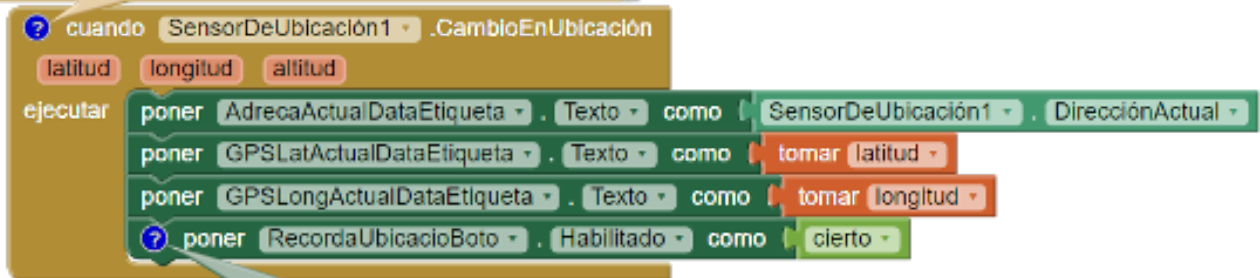 ? cuando SensorDeUbicación1 .CambioEnUbicación
latitud longitud altitud
ejecutar poner AdrecaActualDataEtiqueta . Texto como SensorDeUbicación1 . DirecciónActual
poner GPSLatActualDataEtiqueta . Texto como tomar latitud
poner GPSLongActualDataEtiqueta . Texto como tomar longitud
? poner RecordaUbicacioBoto . Habilitado como cierto